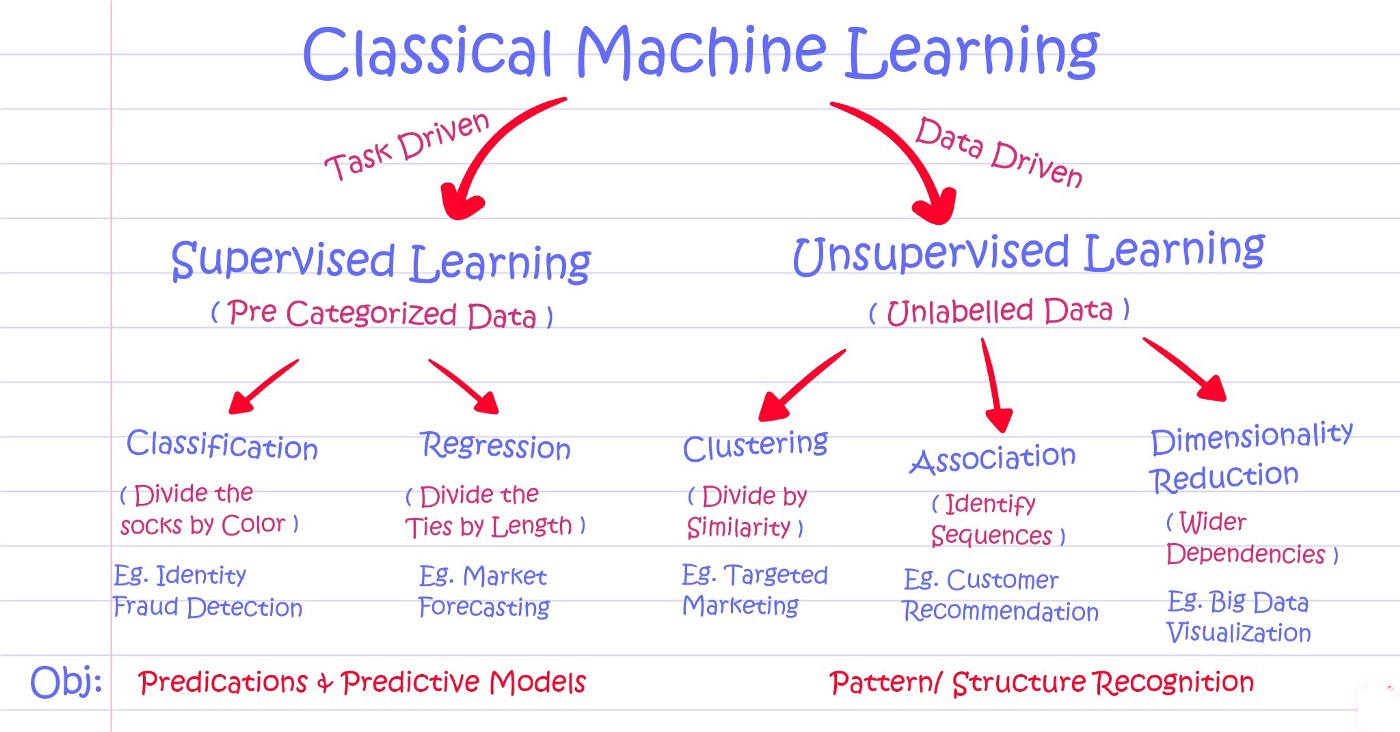 Classical Machine Learning
Task Driven
Data Driven
Supervised Learning
( Pre Categorized Data )
Unsupervised Learning
( Unlabelled Data )
Classification
( Divide the
socks by Color )
Eg. Identity
Fraud Detection
Regression
( Divide the
Ties by Length )
Eg. Market
Forecasting
Clustering
( Divide by
Similarity )
Eg. Targeted
Marketing
Association
( Identify
Sequences )
Eg. Customer
Recommendation
Dimensionality
Reduction
( Wider
Dependencies )
Eg. Big Data
Visualization
Obj: Predications & Predictive Models
Pattern/ Structure Recognition